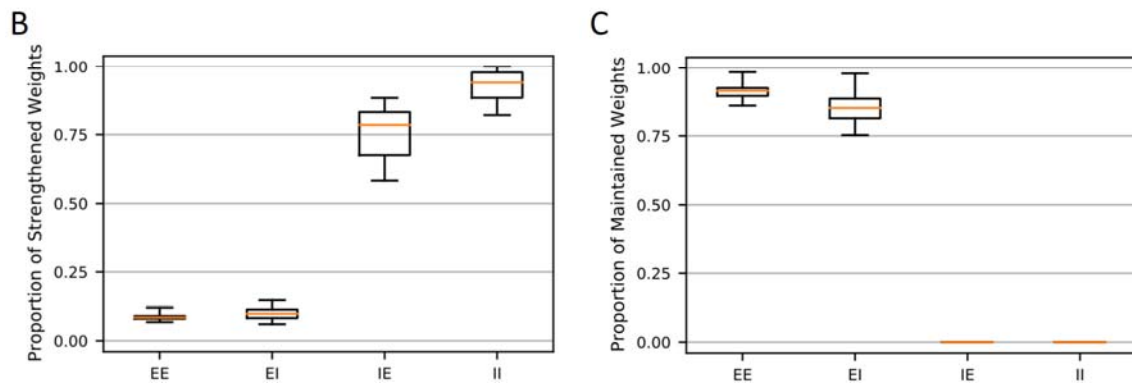 B
Proportion of Strengthened Weights
1.00
0.75
0.50
0.25
0.00
EE EI IE II
C
Proportion of Maintained Weights
1.00
0.75
0.50
0.25
0.00
EE EI IE II